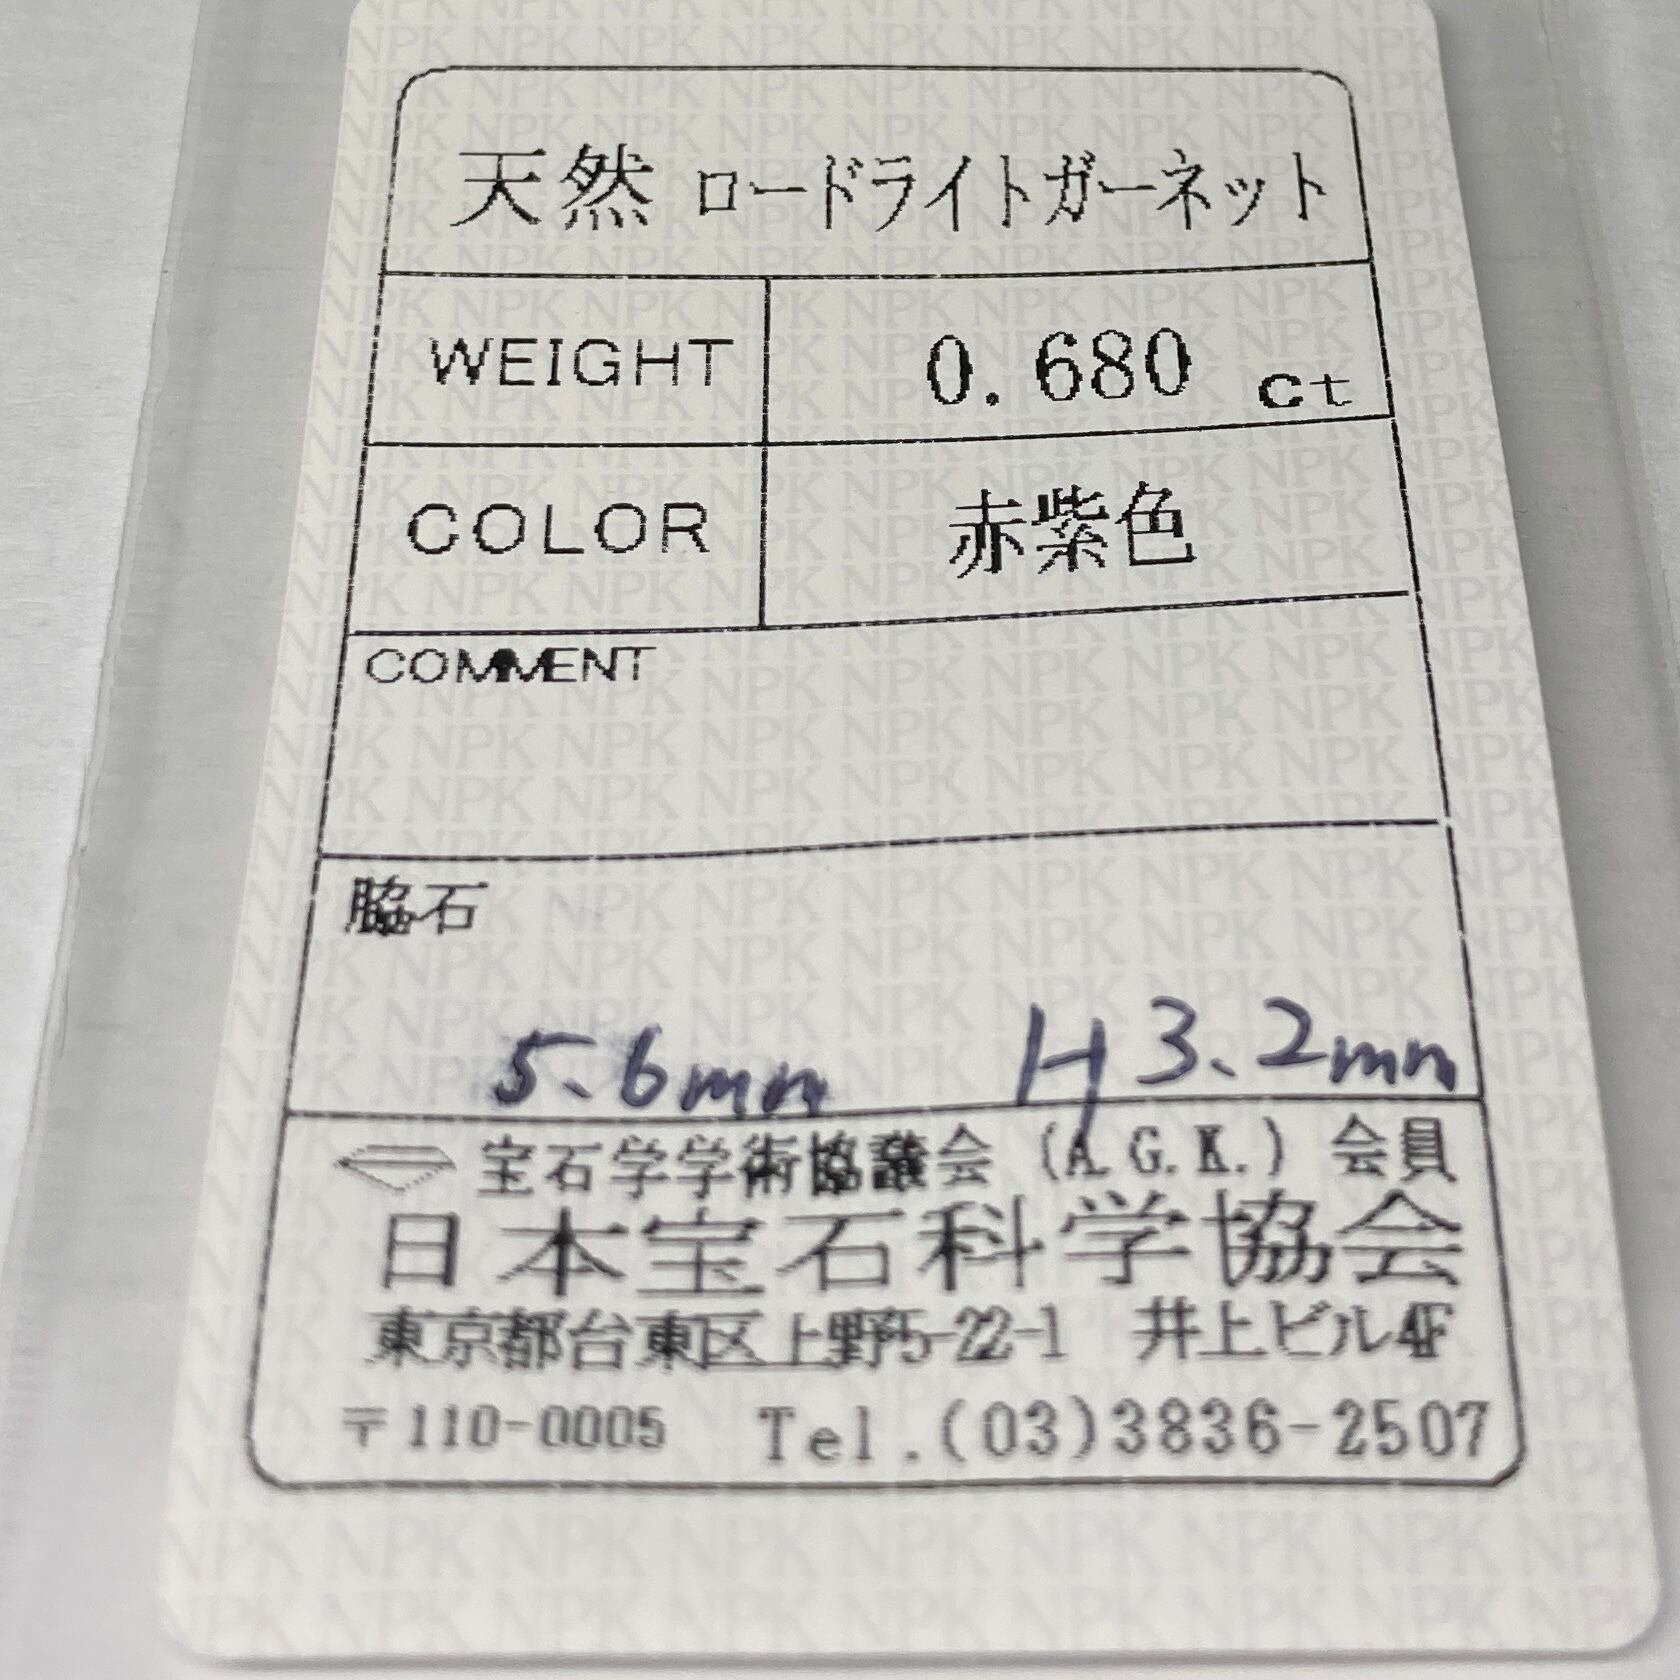 天然 ロードライトガーネット
WEIGHT 0.680 ct
COLOR 赤紫色
COMMENT
脇石
5.6mm H3.2mm
宝石学学術協議会 (A.G.K.) 会員
日本宝石科学協会
東京都台東区上野5-22-1 井上ビル4F
〒110-0005 Tel.(03)3836-2507